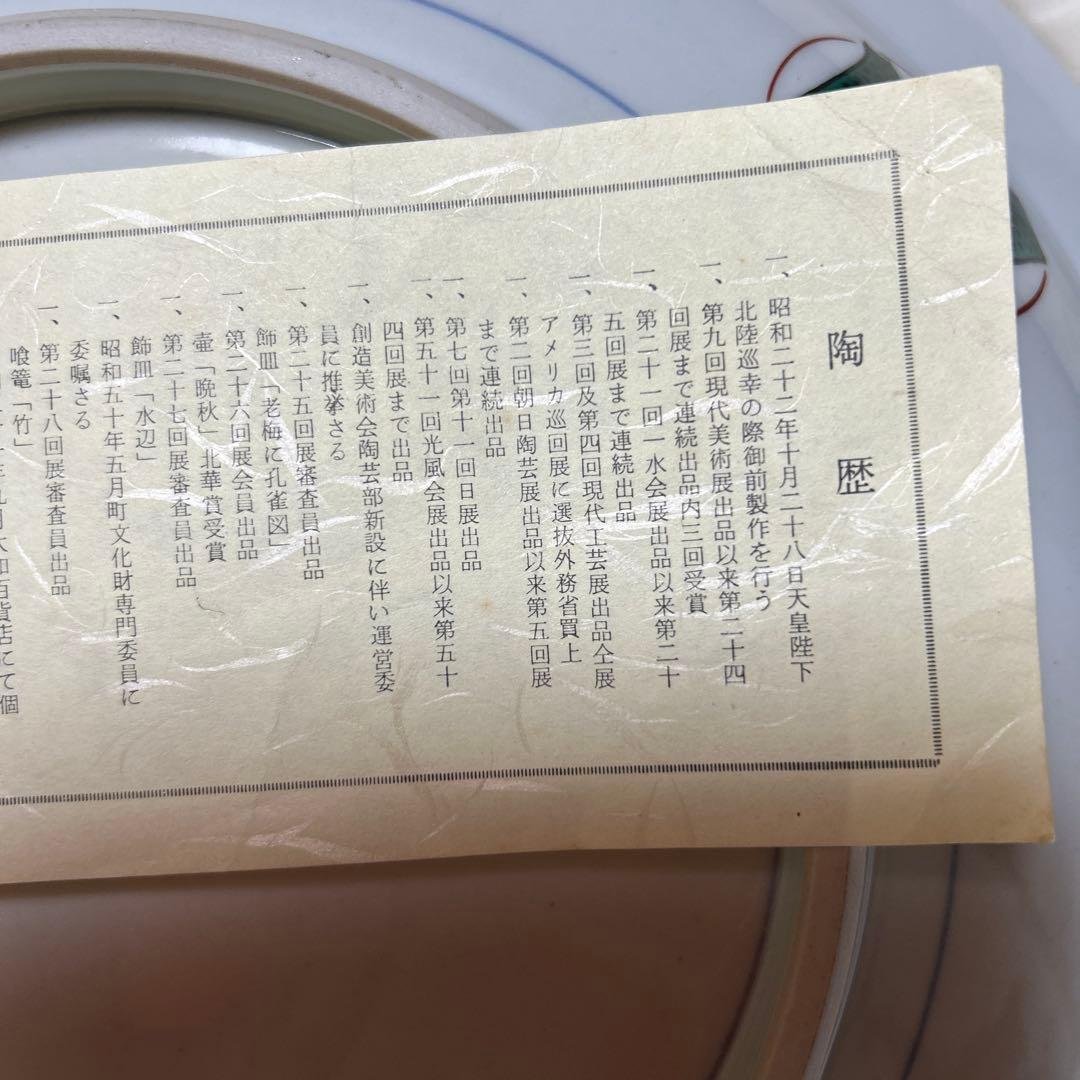 陶歴
一、昭和二十二年十月二十八日天皇陛下
北陸巡幸の際御前製作を行う
一、第九回現代美術展出品以来第二十四
回展まで連続出品内三回受賞
一、第二十一回一水会展出品以来第二十
五回展まで連続出品
一、第三回及第四回現代工芸展出品仝展
アメリカ巡回展に選抜外務省買上
一、第二回朝日陶芸展出品以来第五回展
まで連続出品
一、第七回第十一回日展出品
一、第五十一回光風会展出品以来第五十
四回展まで出品
一、創造美術会陶芸部新設に伴い運営委
員に推挙さる
一、第二十五回展審査員出品
飾皿「老梅に孔雀図」
一、第二十六回展会員出品
壷「晩秋」北華賞受賞
一、第二十七回展審査員出品
飾皿「水辺」
一、昭和五十年五月町文化財専門委員に
委嘱さる
一、第二十八回展審査員出品
喰篭「竹」
大和百貨店にて個